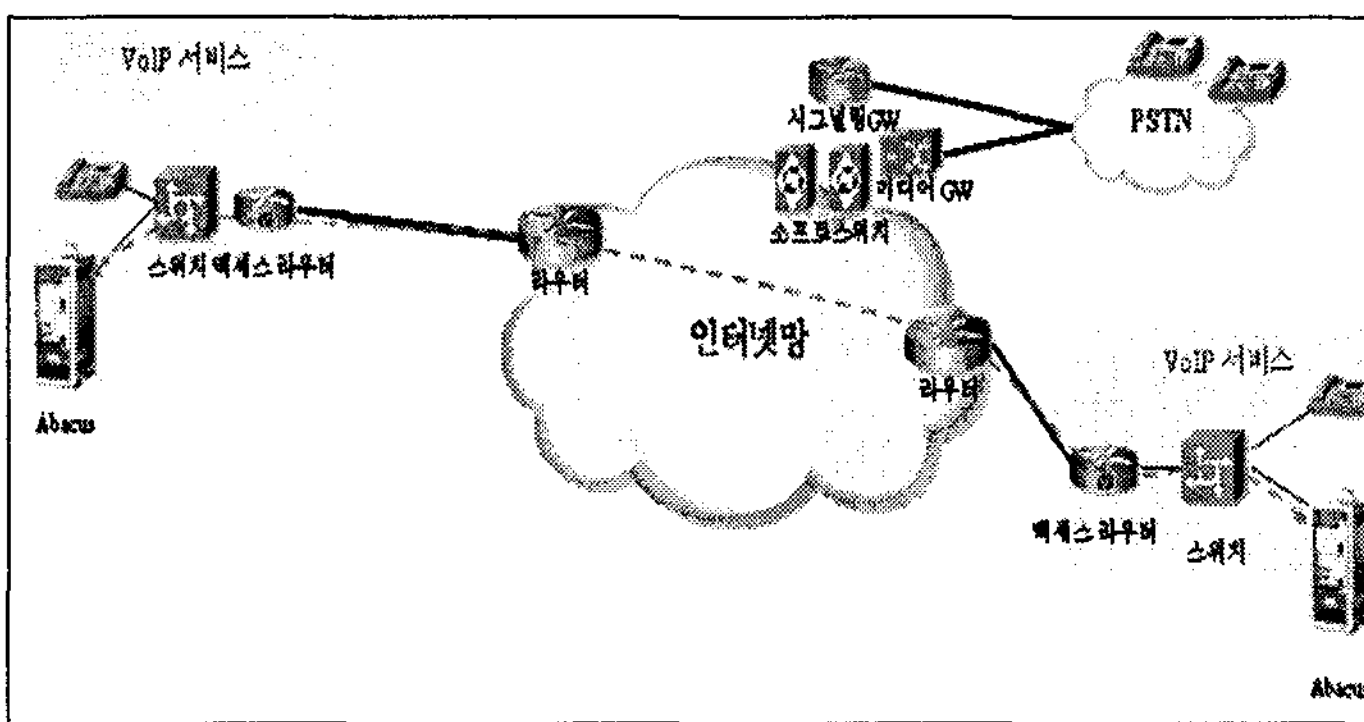 VoIP 서비스
시그널링GW
PSTN
미디어 GW
소프트스위치
스위치 액세스 라우터
라우터
인터넷망
라우터
VoIP 서비스
Abacus
액세스 라우터
스위치
Abacus